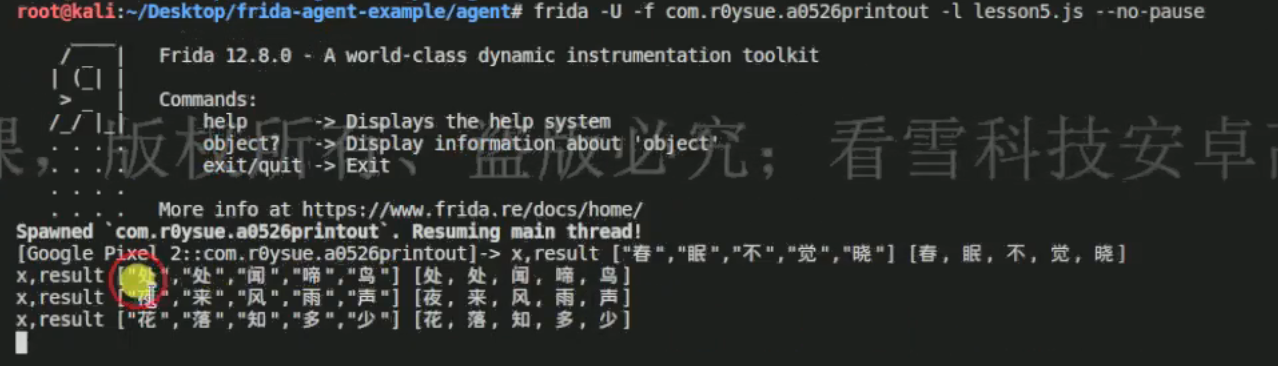 root@kali:~/Desktop/frida-agent-example/agent# frida -U -f com.r0ysue.a0526printout -l lesson5.js --no-pause
Frida 12.8.0 - A world-class dynamic instrumentation toolkit
Commands:
help -> Displays the help system
object? -> Display information about 'object'
exit/quit -> Exit
课，版权所有、盗版必究；看雪科技安卓高
More info at https://www.frida.re/docs/home/
Spawned `com.r0ysue.a0526printout`. Resuming main thread!
[Google Pixel 2::com.r0ysue.a0526printout]-> x,result ["春","眠","不","觉","晓"] [春, 眠, 不, 觉, 晓]
x,result ["处","处","闻","啼","鸟"] [处, 处, 闻, 啼, 鸟]
x,result ["夜","来","风","雨","声"] [夜, 来, 风, 雨, 声]
x,result ["花","落","知","多","少"] [花, 落, 知, 多, 少]